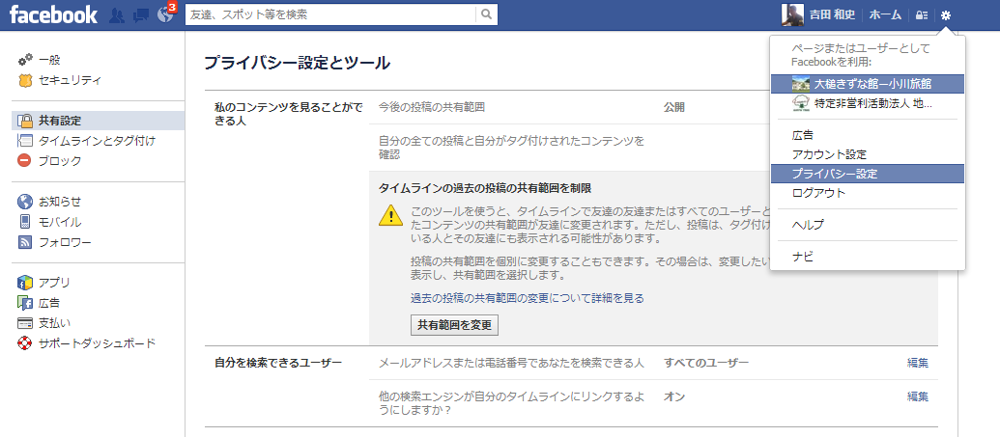 facebook
3
友達、スポット等を検索
吉田 和史
ホーム
ページまたはユーザーとして
Facebookを利用:
大槌きずな館ー小川旅館
特定非営利活動法人 地...
広告
アカウント設定
プライバシー設定
ログアウト
ヘルプ
ナビ
一般
セキュリティ
共有設定
タイムラインとタグ付け
ブロック
お知らせ
モバイル
フォロワー
アプリ
広告
支払い
サポートダッシュボード
プライバシー設定とツール
私のコンテンツを見ることがで
きる人
今後の投稿の共有範囲
公開
自分の全ての投稿と自分がタグ付けされたコンテンツを
確認
タイムラインの過去の投稿の共有範囲を制限
このツールを使うと、タイムラインで友達の友達またはすべてのユーザーと
たコンテンツの共有範囲が友達に変更されます。ただし、投稿は、タグ付け
いる人とその友達にも表示される可能性があります。
投稿の共有範囲を個別に変更することもできます。その場合は、変更したい
表示し、共有範囲を選択します。
過去の投稿の共有範囲の変更について詳細を見る
共有範囲を変更
自分を検索できるユーザー
メールアドレスまたは電話番号であなたを検索できる人
すべてのユーザー
編集
他の検索エンジンが自分のタイムラインにリンクするよ
うにしますか？
オン
編集